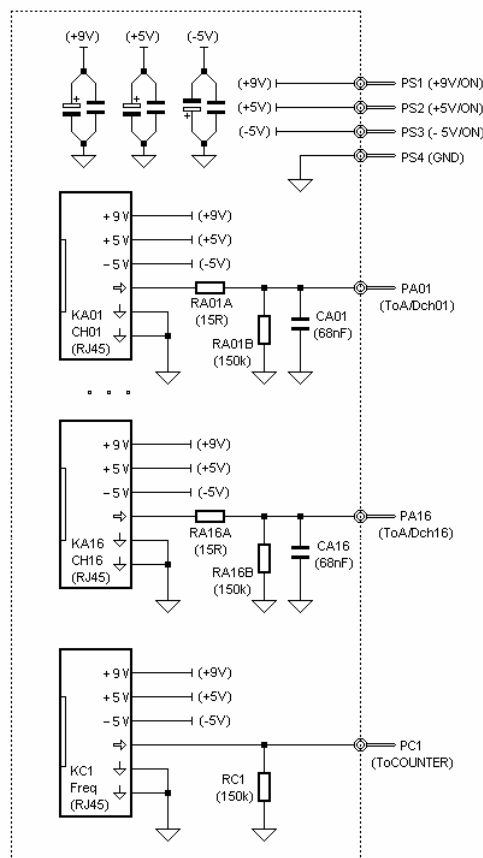 (+9V) (+5V) (-5V)
+ + +
(+9V) PS1 (+9V/ON)
(+5V) PS2 (+5V/ON)
(-5V) PS3 (- 5V/ON)
PS4 (GND)
+9V (+9V)
+5V (+5V)
-5V (-5V)
RA01A
(15R)
CA01
(68nF)
PA01
(ToA/Dch01)
KA01
CH01
(RJ45)
RA01B
(150k)
. . .
+9V (+9V)
+5V (+5V)
-5V (-5V)
RA16A
(15R)
CA16
(68nF)
PA16
(ToA/Dch16)
KA16
CH16
(RJ45)
RA16B
(150k)
+9V (+9V)
+5V (+5V)
-5V (-5V)
PC1
(ToCOUNTER)
KC1
Freq
(RJ45)
RC1
(150k)